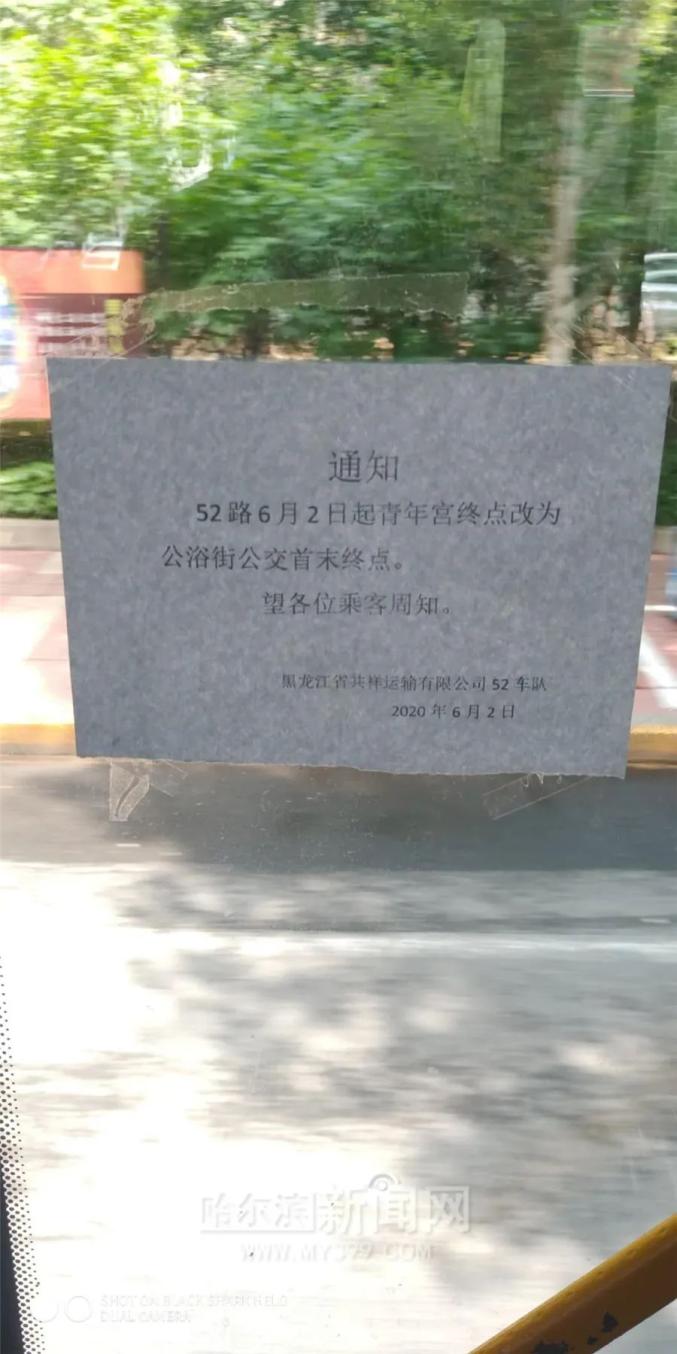 通知
52路6月2日起青年宫终点改为
公浴街公交首末终点。
望各位乘客周知。
黑龙江省共祥运输有限公司52车队
2020年6月2日
哈尔滨新闻网
WWW.MY399.COM
SHOT ON BLACK SHARK HELO
DUAL CAMERA